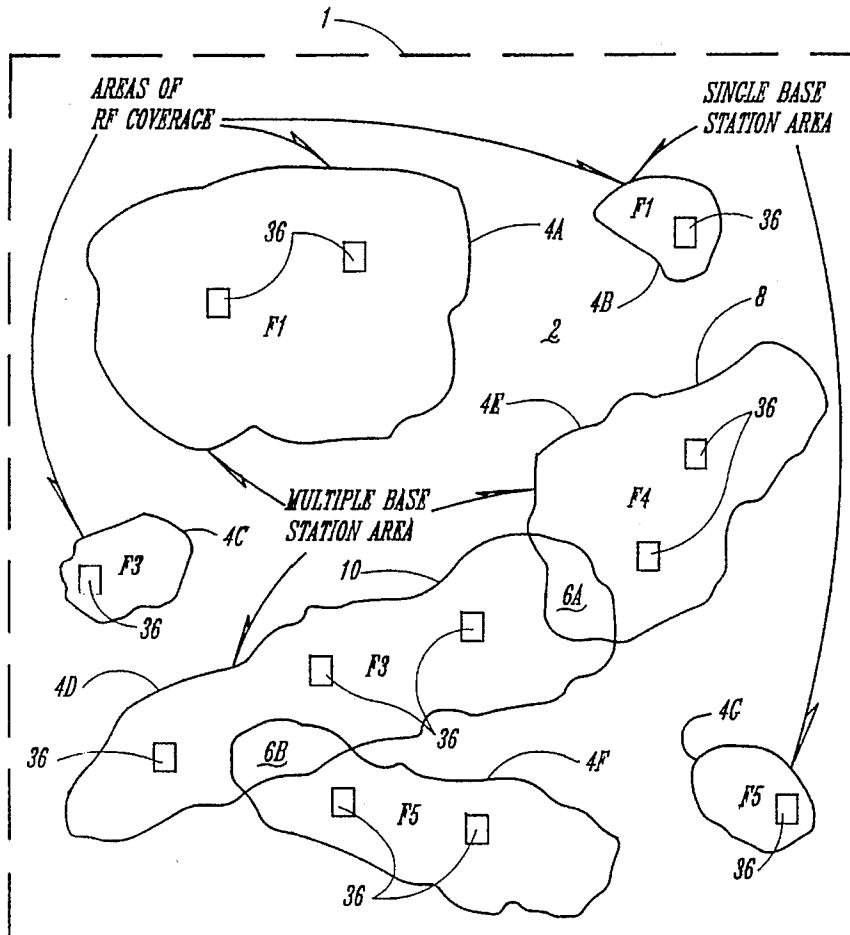 1
AREAS OF
RF COVERAGE
SINGLE BASE
STATION AREA
F1
36
36
4A
4B
F1
2
8
4E
36
MULTIPLE BASE
STATION AREA
F4
4C
F3
10
36
6A
4D
F3
4G
36
6B
36
4F
F5
F5
36
36